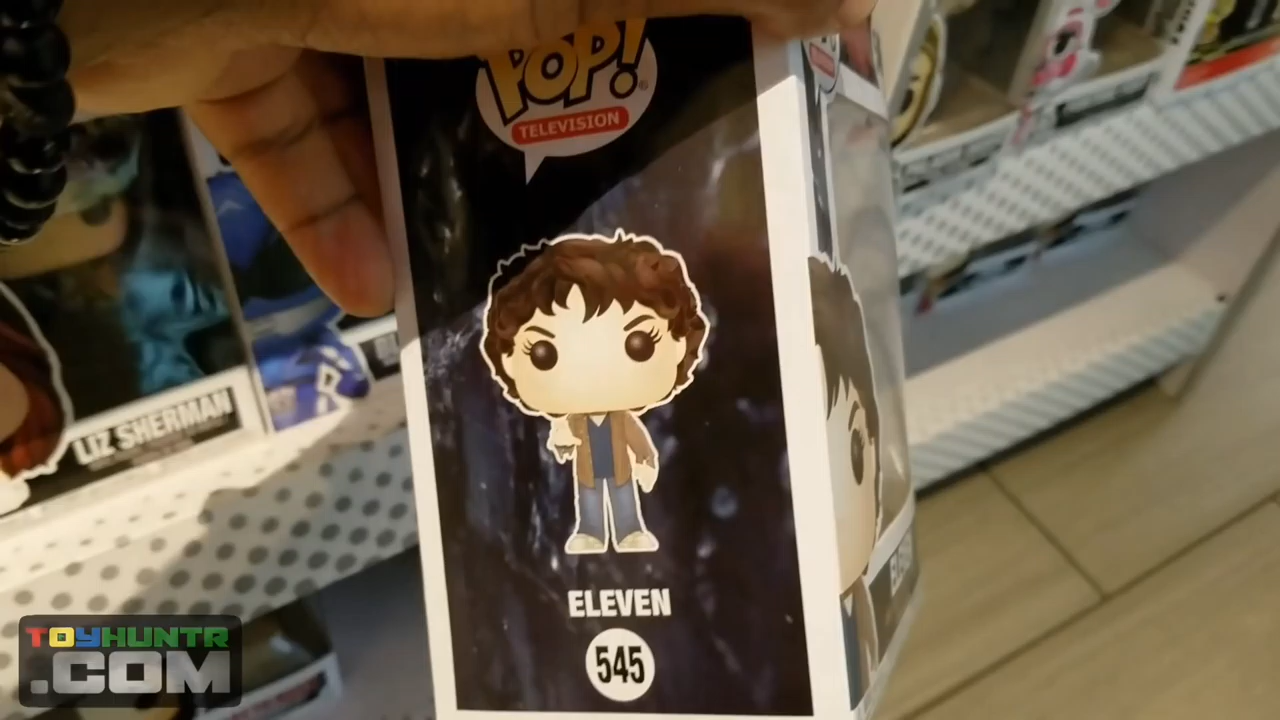 POP!
TELEVISION
LIZ SHERMAN
ELEVEN
545
TOYHUNTR
.COM